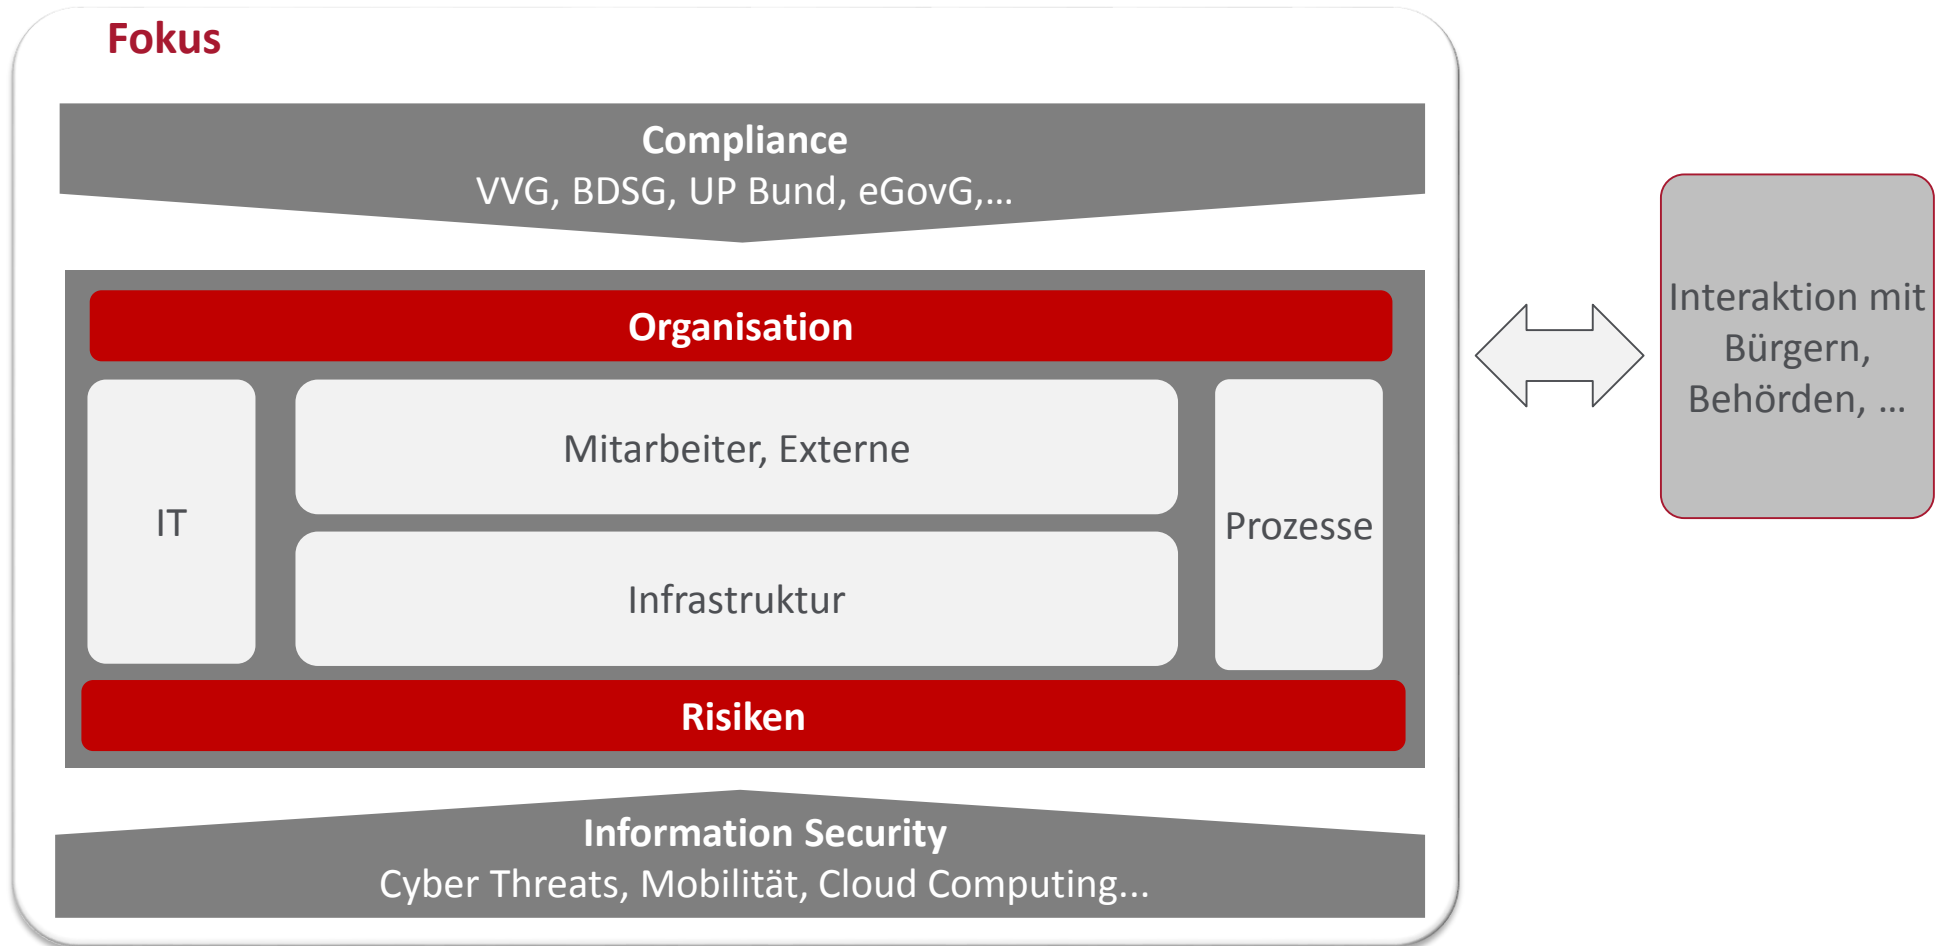 Fokus
Compliance
VVG, BDSG, UP Bund, eGovG,...
Organisation
IT
Mitarbeiter, Externe
Infrastruktur
Prozesse
Risiken
Information Security
Cyber Threats, Mobilität, Cloud Computing...
Interaktion mit
Bürgern,
Behörden, ...